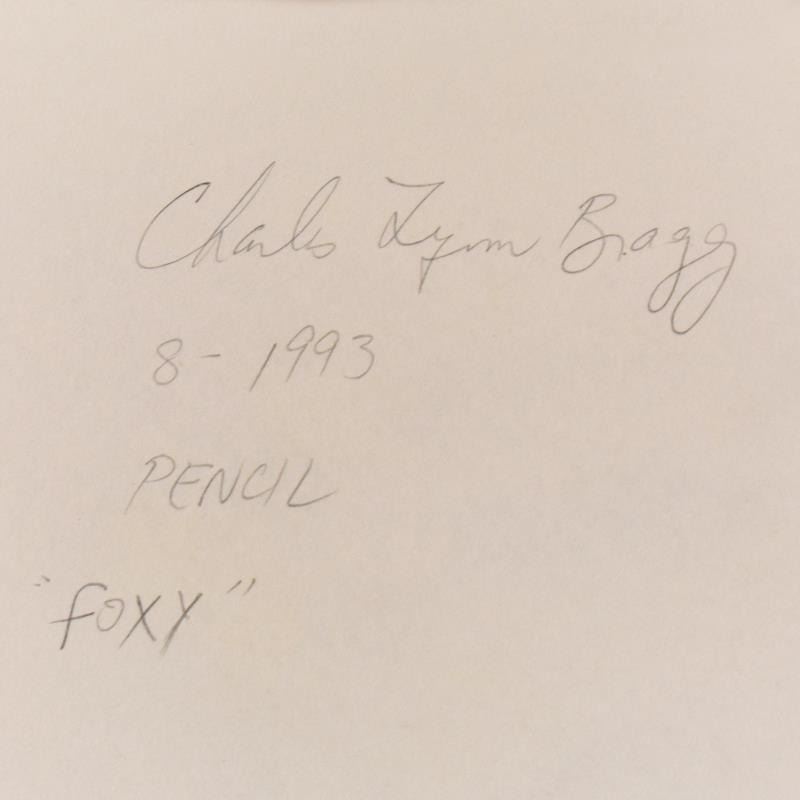 Charles Lynn Bragg
8 - 1993
PENCIL
"FOXY"